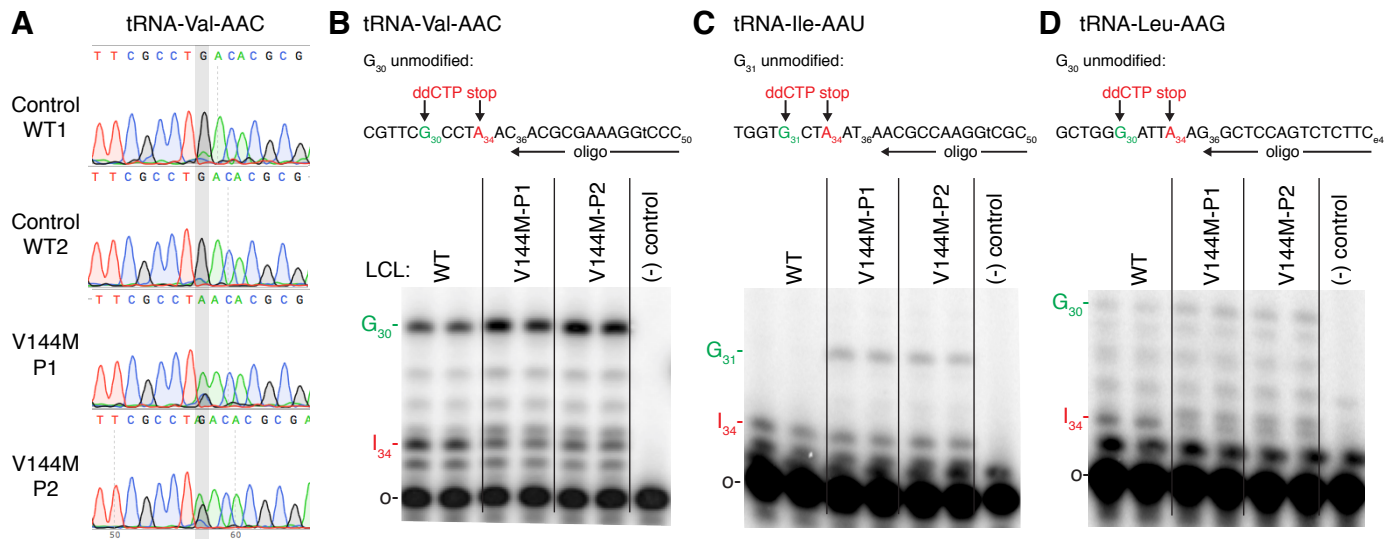 A
tRNA-Val-AAC
T T C G C C T G A C A C G C G
Control
WT1
T T C G C C T G A C A C G C G
Control
WT2
T T C G C C T A A C A C G C G
V144M
P1
T T C G C C T A G A C A C G C G A
V144M
P2
50 60
B
tRNA-Val-AAC
G30 unmodified:
ddCTP stop
CGTTCG30CCTA34AC36ACGCGAAAGGtCCC50
oligo
LCL:
WT
V144M-P1
V144M-P2
(-) control
G30-
I34-
o-
C
tRNA-Ile-AAU
G31 unmodified:
ddCTP stop
TGGTG31CTA34AT36AACGCCAAGGtCGC50
oligo
WT
V144M-P1
V144M-P2
(-) control
G31-
I34-
o-
D
tRNA-Leu-AAG
G30 unmodified:
ddCTP stop
GCTGGG30ATTA34AG36GCTCCAGTCTCTTCe4
oligo
WT
V144M-P1
V144M-P2
(-) control
G30-
I34-
o-